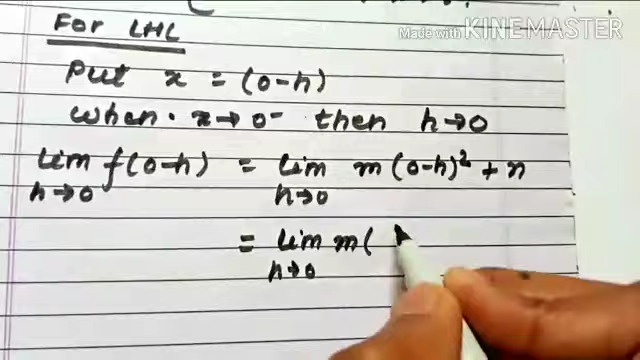 Made with KINEMASTER
For LHL
Put x = (0-h)
when. x→0⁻ then h→0
lim f(0-h) = lim m(0-h)² + n
h→0 h→0
= lim m(
h→0